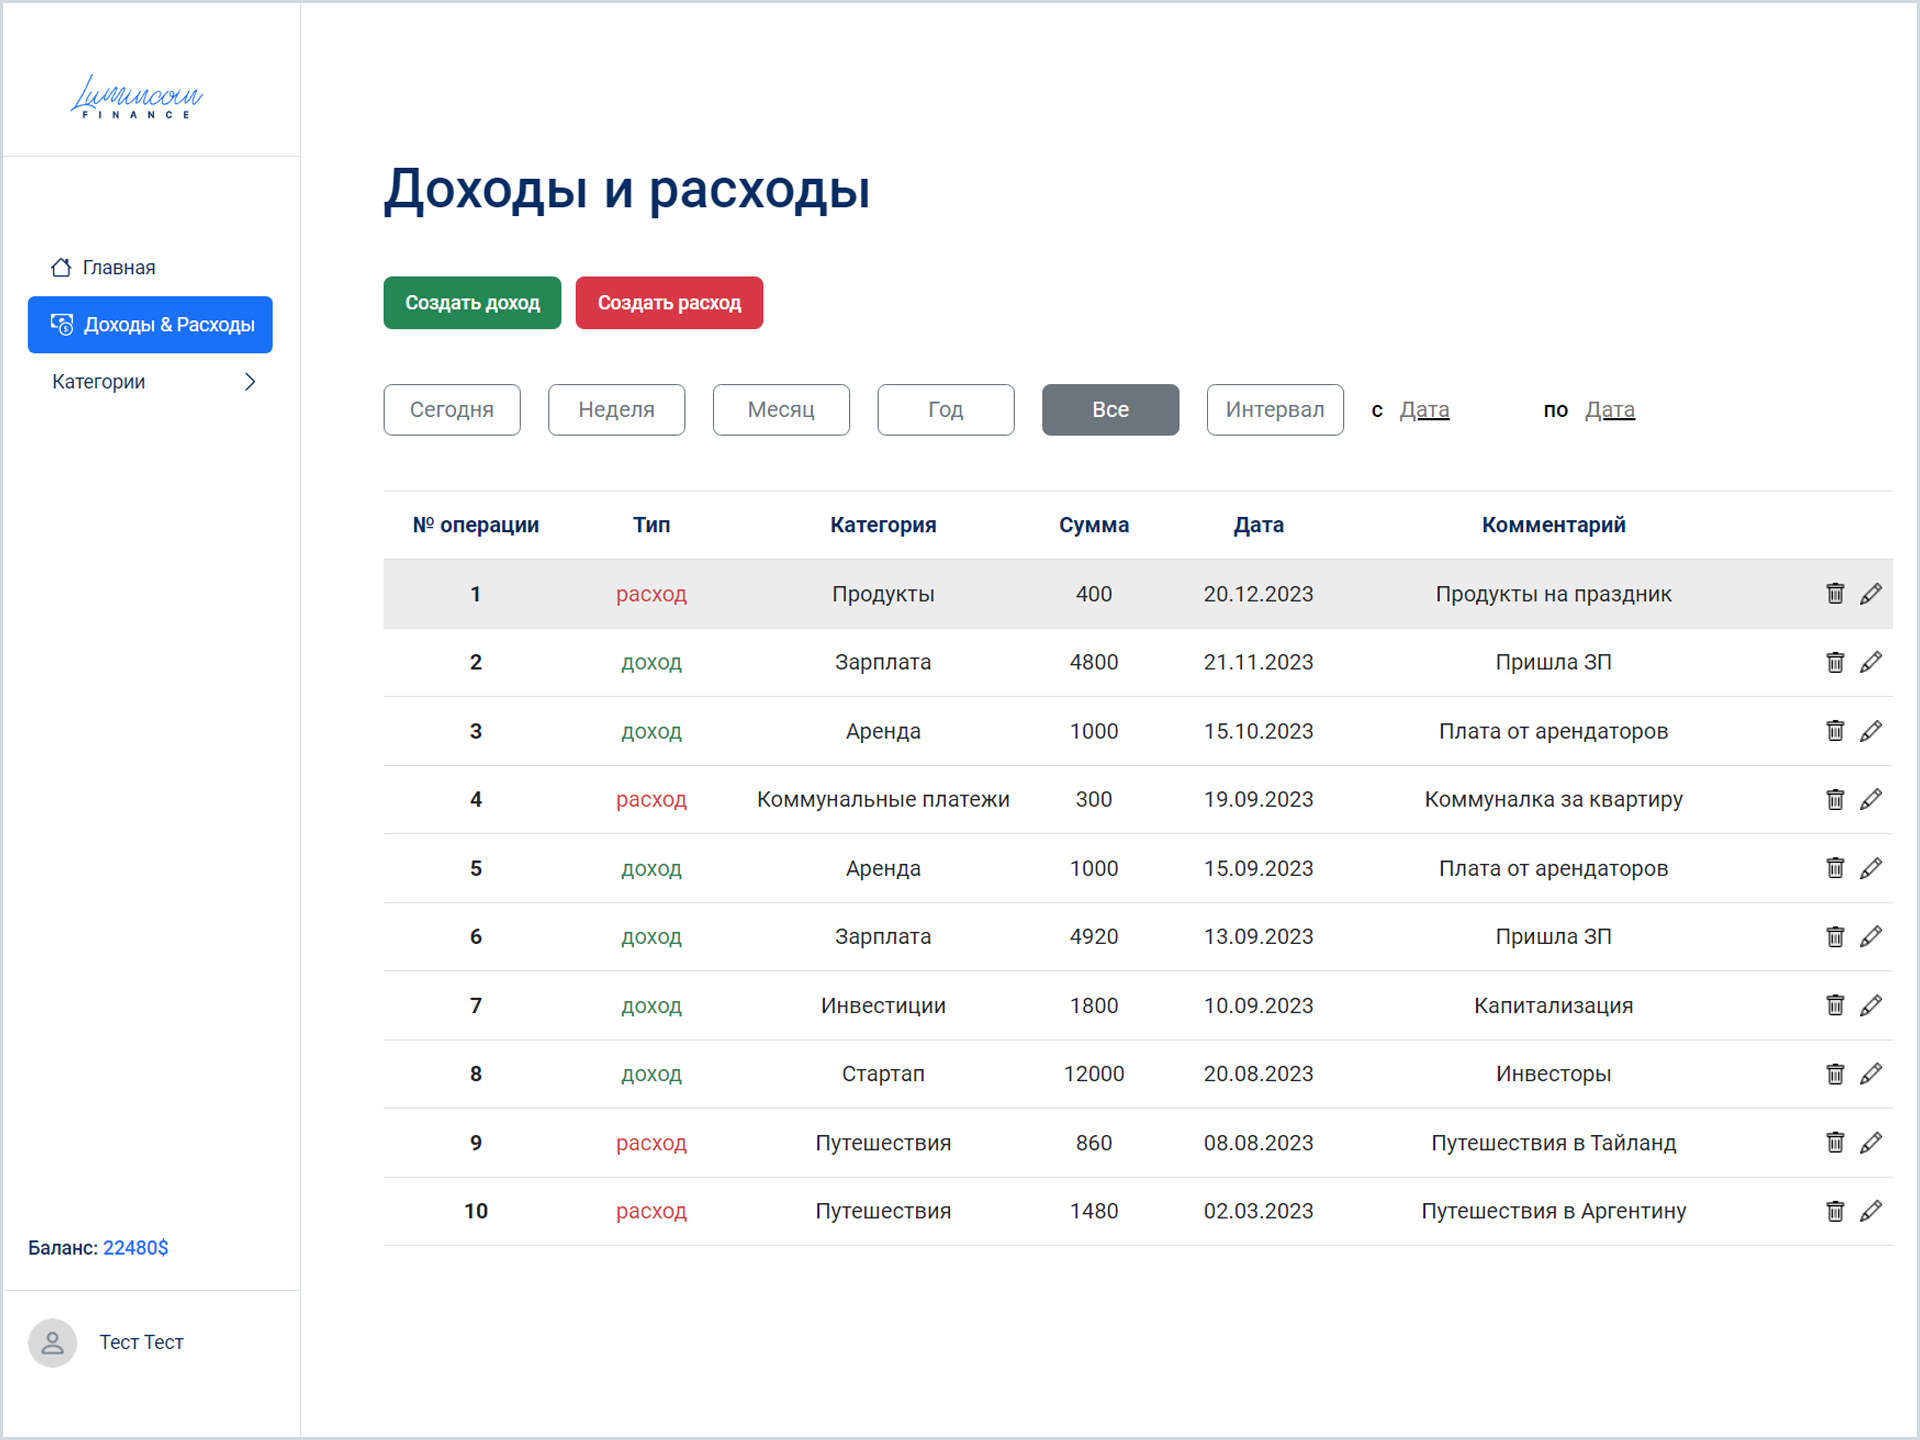 Lumincoin
FINANCE
Главная
Доходы & Расходы
Категории
Баланс: 22480$
Тест Тест
Доходы и расходы
Создать доход Создать расход
Сегодня Неделя Месяц Год Все Интервал с Дата по Дата
№ операции Тип Категория Сумма Дата Комментарий
1 расход Продукты 400 20.12.2023 Продукты на праздник
2 доход Зарплата 4800 21.11.2023 Пришла ЗП
3 доход Аренда 1000 15.10.2023 Плата от арендаторов
4 расход Коммунальные платежи 300 19.09.2023 Коммуналка за квартиру
5 доход Аренда 1000 15.09.2023 Плата от арендаторов
6 доход Зарплата 4920 13.09.2023 Пришла ЗП
7 доход Инвестиции 1800 10.09.2023 Капитализация
8 доход Стартап 12000 20.08.2023 Инвесторы
9 расход Путешествия 860 08.08.2023 Путешествия в Тайланд
10 расход Путешествия 1480 02.03.2023 Путешествия в Аргентину